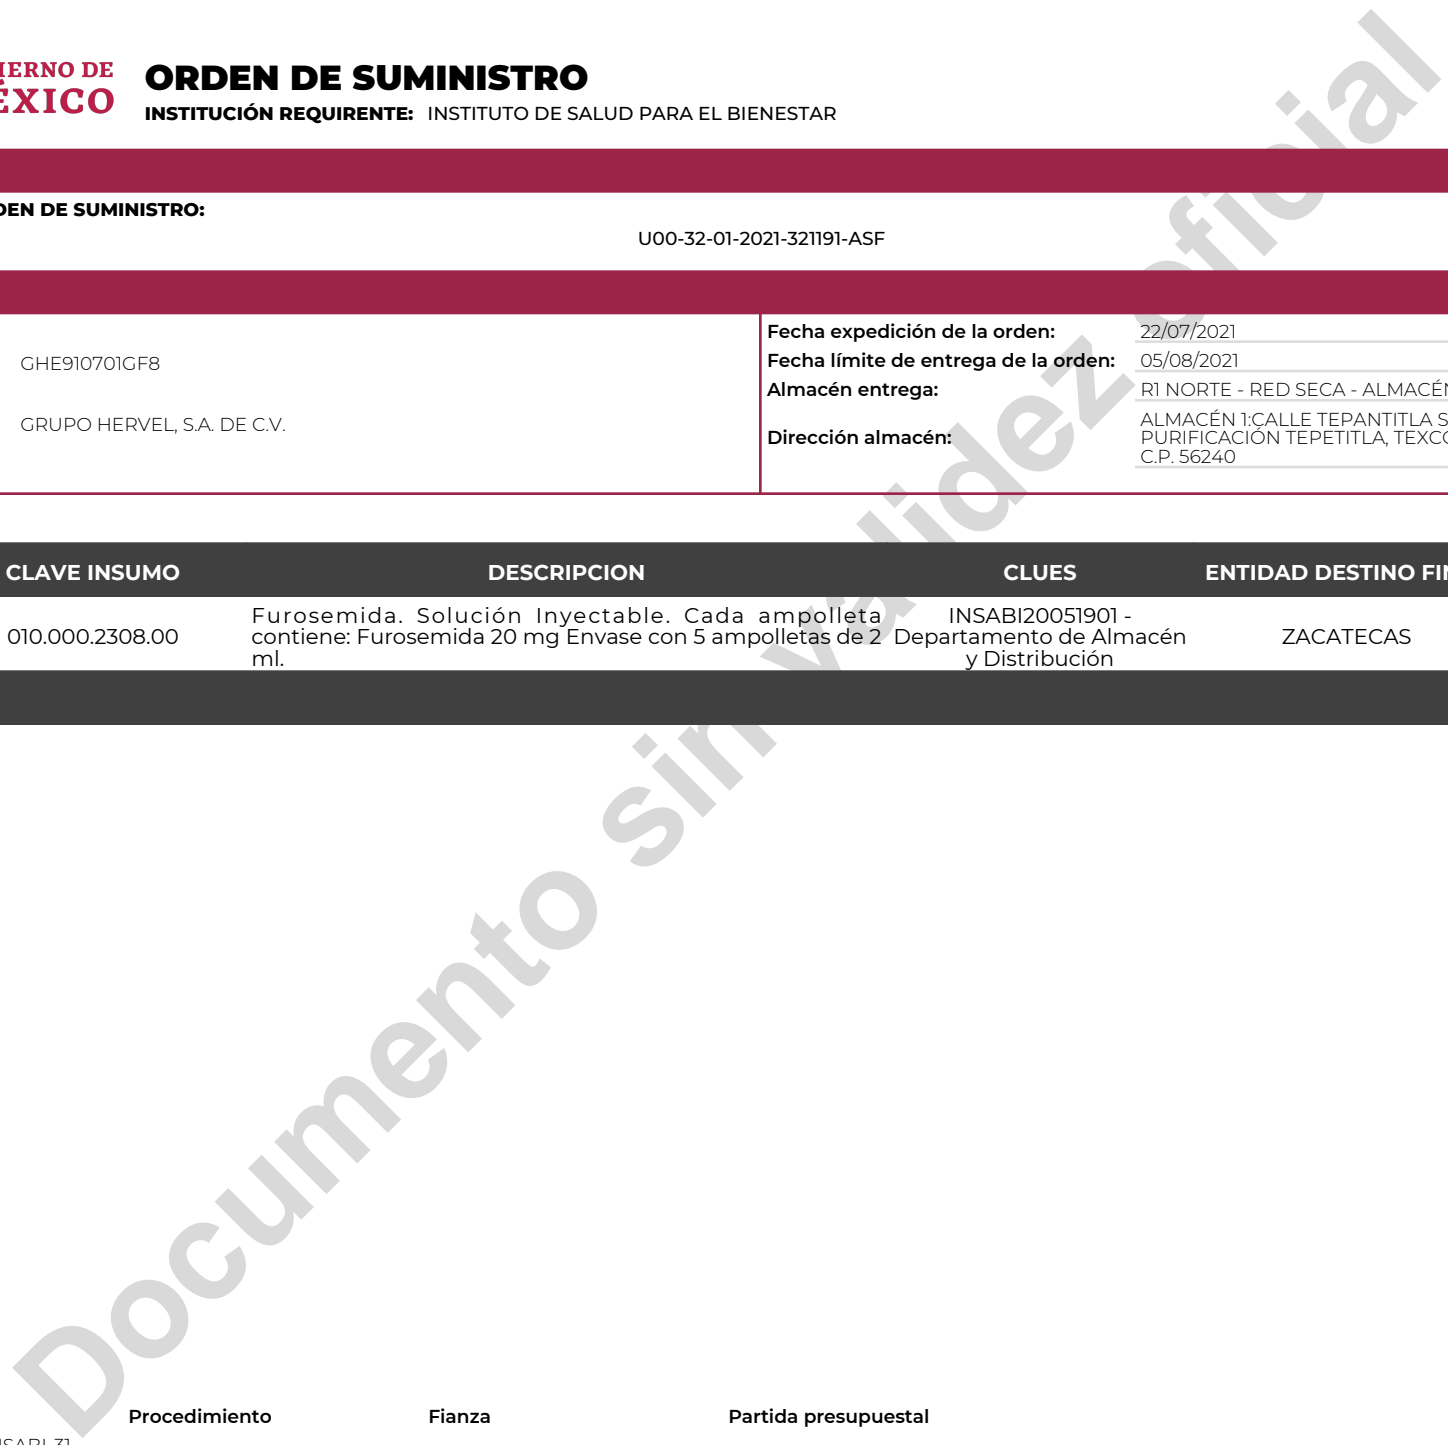 IERNO DE
ÉXICO
ORDEN DE SUMINISTRO
INSTITUCIÓN REQUIRENTE: INSTITUTO DE SALUD PARA EL BIENESTAR
DEN DE SUMINISTRO:
U00-32-01-2021-321191-ASF
GHE910701GF8
GRUPO HERVEL, S.A. DE C.V.
Fecha expedición de la orden: 22/07/2021
Fecha límite de entrega de la orden: 05/08/2021
Almacén entrega: R1 NORTE - RED SECA - ALMACÉN
Dirección almacén:
ALMACÉN 1:CALLE TEPANTITLA S
PURIFICACIÓN TEPETITLA, TEXCO
C.P. 56240
CLAVE INSUMO DESCRIPCION CLUES ENTIDAD DESTINO FIN
010.000.2308.00
Furosemida. Solución Inyectable. Cada ampolleta
contiene: Furosemida 20 mg Envase con 5 ampolletas de 2
ml.
INSABI20051901 -
Departamento de Almacén
y Distribución
ZACATECAS
Documento sin validez oficial
Procedimiento Fianza Partida presupuestal